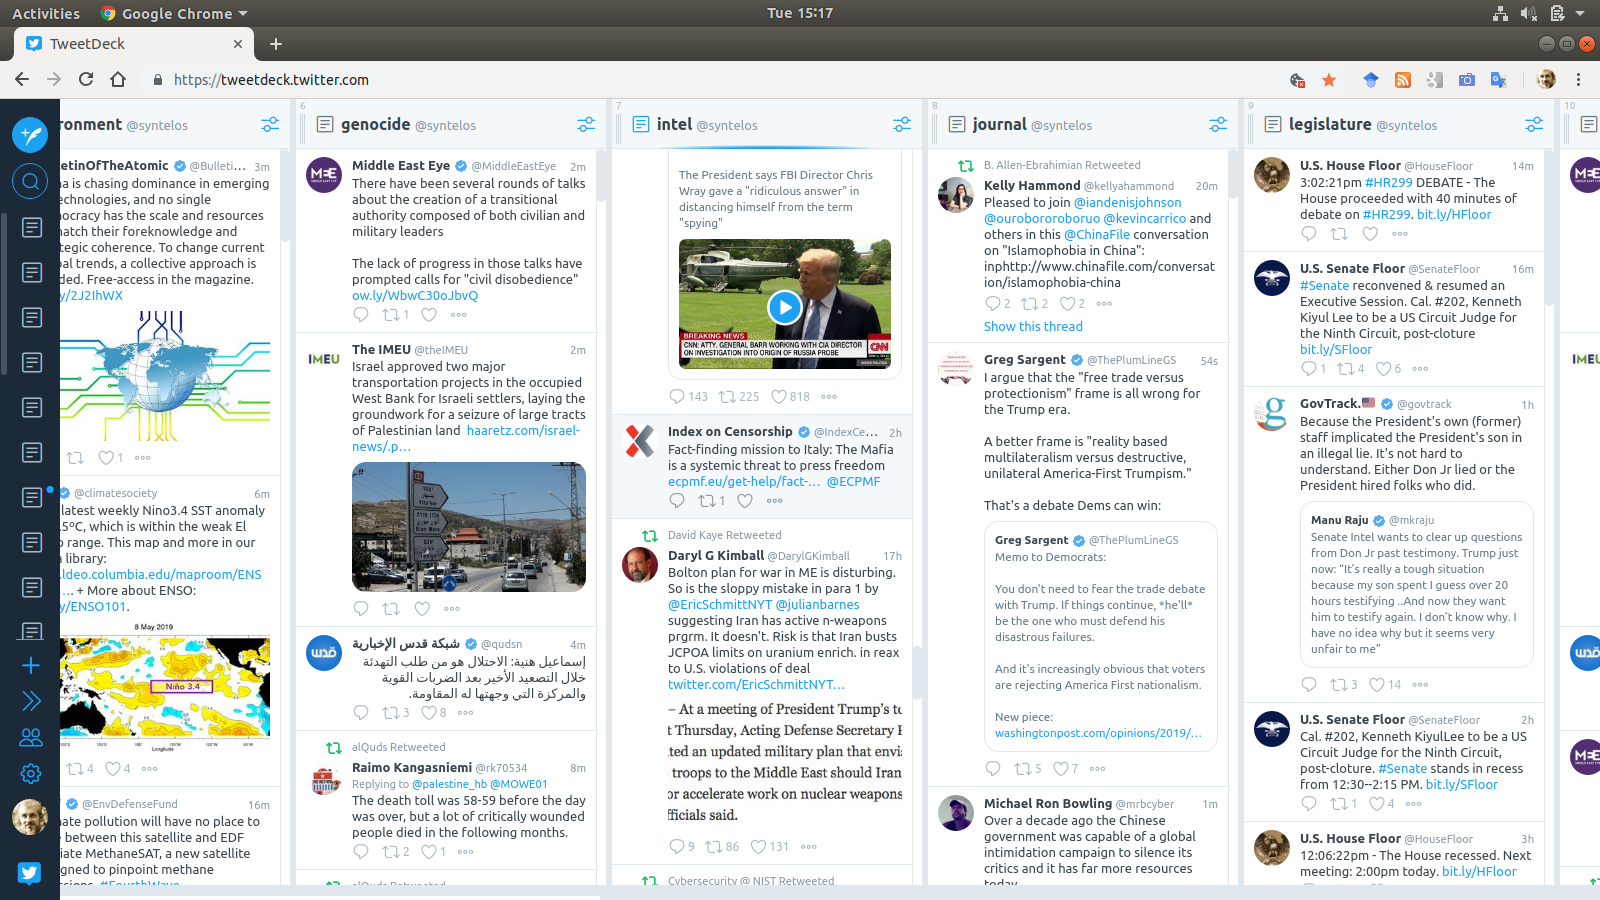 Activities
Google Chrome
Tue 15:17
TweetDeck
https://tweetdeck.twitter.com
ronment @syntelos
etinOfTheAtomic @Bulleti... 3m
a is chasing dominance in emerging
technologies, and no single
ocracy has the scale and resources
atch their foreknowledge and
tegic coherence. To change current
al trends, a collective approach is
ded. Free-access in the magazine.
y/2J2IhWX
1
@climatesociety 6m
latest weekly Nino3.4 SST anomaly
.5ºC, which is within the weak El
o range. This map and more in our
library:
.ldeo.columbia.edu/maproom/ENS
…. + More about ENSO:
y/ENSO101.
8 May 2019
Niño 3.4
Longitude
4 4
@EnvDefenseFund 16m
ate pollution will have no place to
between this satellite and EDF
iate MethaneSAT, a new satellite
igned to pinpoint methane
ssions. #FourthWave
6
genocide @syntelos
Middle East Eye @MiddleEastEye 2m
There have been several rounds of talks
about the creation of a transitional
authority composed of both civilian and
military leaders
The lack of progress in those talks have
prompted calls for "civil disobedience"
ow.ly/WbwC30oJbvQ
1
IMEU
The IMEU @theIMEU 2m
Israel approved two major
transportation projects in the occupied
West Bank for Israeli settlers, laying the
groundwork for a seizure of large tracts
of Palestinian land haaretz.com/israel-
news/.p…
شبكة قدس الإخبارية @qudsn 4m
إسماعيل هنية: الاحتلال هو من طلب التهدئة
خلال التصعيد الأخير بعد الضربات القوية
والمركزة التي وجهتها له المقاومة.
3 8
alQuds Retweeted
Raimo Kangasniemi @rk70534 8m
Replying to @palestine_hb @MOWE01
The death toll was 58-59 before the day
was over, but a lot of critically wounded
people died in the following months.
2 1
alQuds Retweeted
7
intel @syntelos
The President says FBI Director Chris
Wray gave a "ridiculous answer" in
distancing himself from the term
"spying"
BREAKING NEWS
CNN: ATTY. GENERAL BARR WORKING WITH CIA DIRECTOR
ON INVESTIGATION INTO ORIGIN OF RUSSIA PROBE
CNN
143 225 818
Index on Censorship @IndexCe... 2h
Fact-finding mission to Italy: The Mafia
is a systemic threat to press freedom
ecpmf.eu/get-help/fact-… @ECPMF
1
David Kaye Retweeted
Daryl G Kimball @DarylGKimball 17h
Bolton plan for war in ME is disturbing.
So is the sloppy mistake in para 1 by
@EricSchmittNYT @julianbarnes
suggesting Iran has active n-weapons
prgrm. It doesn't. Risk is that Iran busts
JCPOA limits on uranium enrich. in reax
to U.S. violations of deal
twitter.com/EricSchmittNYT…
– At a meeting of President Trump's to
t Thursday, Acting Defense Secretary P
ted an updated military plan that envis
troops to the Middle East should Iran
or accelerate work on nuclear weapons
fficials said.
9 86 131
Cybersecurity @ NIST Retweeted
8
journal @syntelos
B. Allen-Ebrahimian Retweeted
Kelly Hammond @kellyahammond 20m
Pleased to join @iandenisjohnson
@ouroborоroboruo @kevincarrico and
others in this @ChinaFile conversation
on "Islamophobia in China":
inphttp://www.chinafile.com/conversat
ion/islamophobia-china
2 2 2
Show this thread
Greg Sargent @ThePlumLineGS 54s
I argue that the "free trade versus
protectionism" frame is all wrong for
the Trump era.
A better frame is "reality based
multilateralism versus destructive,
unilateral America-First Trumpism."
That's a debate Dems can win:
Greg Sargent @ThePlumLineGS
Memo to Democrats:
You don't need to fear the trade debate
with Trump. If things continue, *he'll*
be the one who must defend his
disastrous failures.
And it's increasingly obvious that voters
are rejecting America First nationalism.
New piece:
washingtonpost.com/opinions/2019/…
5 7
Michael Ron Bowling @mrbcyber 1m
Over a decade ago the Chinese
government was capable of a global
intimidation campaign to silence its
critics and it has far more resources
today.
9
legislature @syntelos
U.S. House Floor @HouseFloor 14m
3:02:21pm #HR299 DEBATE - The
House proceeded with 40 minutes of
debate on #HR299. bit.ly/HFloor
U.S. Senate Floor @SenateFloor 16m
#Senate reconvened & resumed an
Executive Session. Cal. #202, Kenneth
Kiyul Lee to be a US Circuit Judge for
the Ninth Circuit, post-cloture
bit.ly/SFloor
1 4 6
GovTrack. @govtrack 1h
Because the President's own (former)
staff implicated the President's son in
an illegal lie. It's not hard to
understand. Either Don Jr lied or the
President hired folks who did.
Manu Raju @mkraju
Senate Intel wants to clear up questions
from Don Jr past testimony. Trump just
now: “It's really a tough situation
because my son spent I guess over 20
hours testifying ..And now they want
him to testify again. I don't know why. I
have no idea why but it seems very
unfair to me”
3 14
U.S. Senate Floor @SenateFloor 2h
Cal. #202, Kenneth KiyulLee to be a US
Circuit Judge for the Ninth Circuit,
post-cloture. #Senate stands in recess
from 12:30--2:15 PM. bit.ly/SFloor
1 4
U.S. House Floor @HouseFloor 3h
12:06:22pm - The House recessed. Next
meeting: 2:00pm today. bit.ly/HFloor
10
IMEU